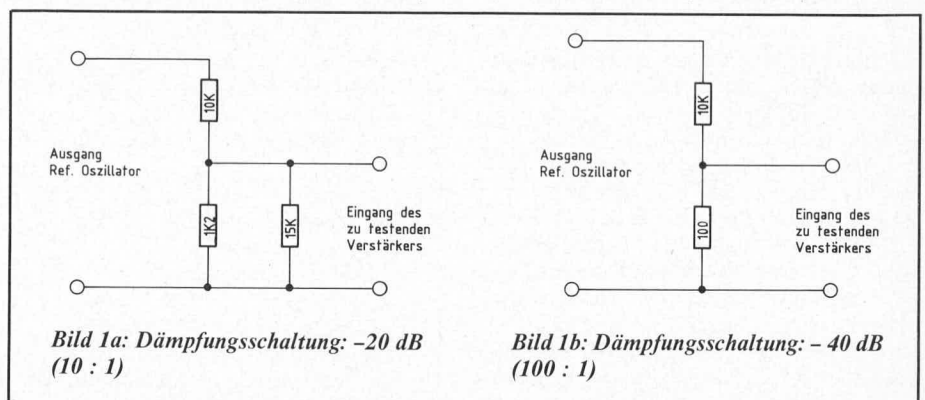 10K
Ausgang
Ref. Oszillator
1K2
15K
Eingang des
zu testenden
Verstärkers
Bild 1a: Dämpfungsschaltung: –20 dB
(10 : 1)
10K
Ausgang
Ref. Oszillator
100
Eingang des
zu testenden
Verstärkers
Bild 1b: Dämpfungsschaltung: – 40 dB
(100 : 1)